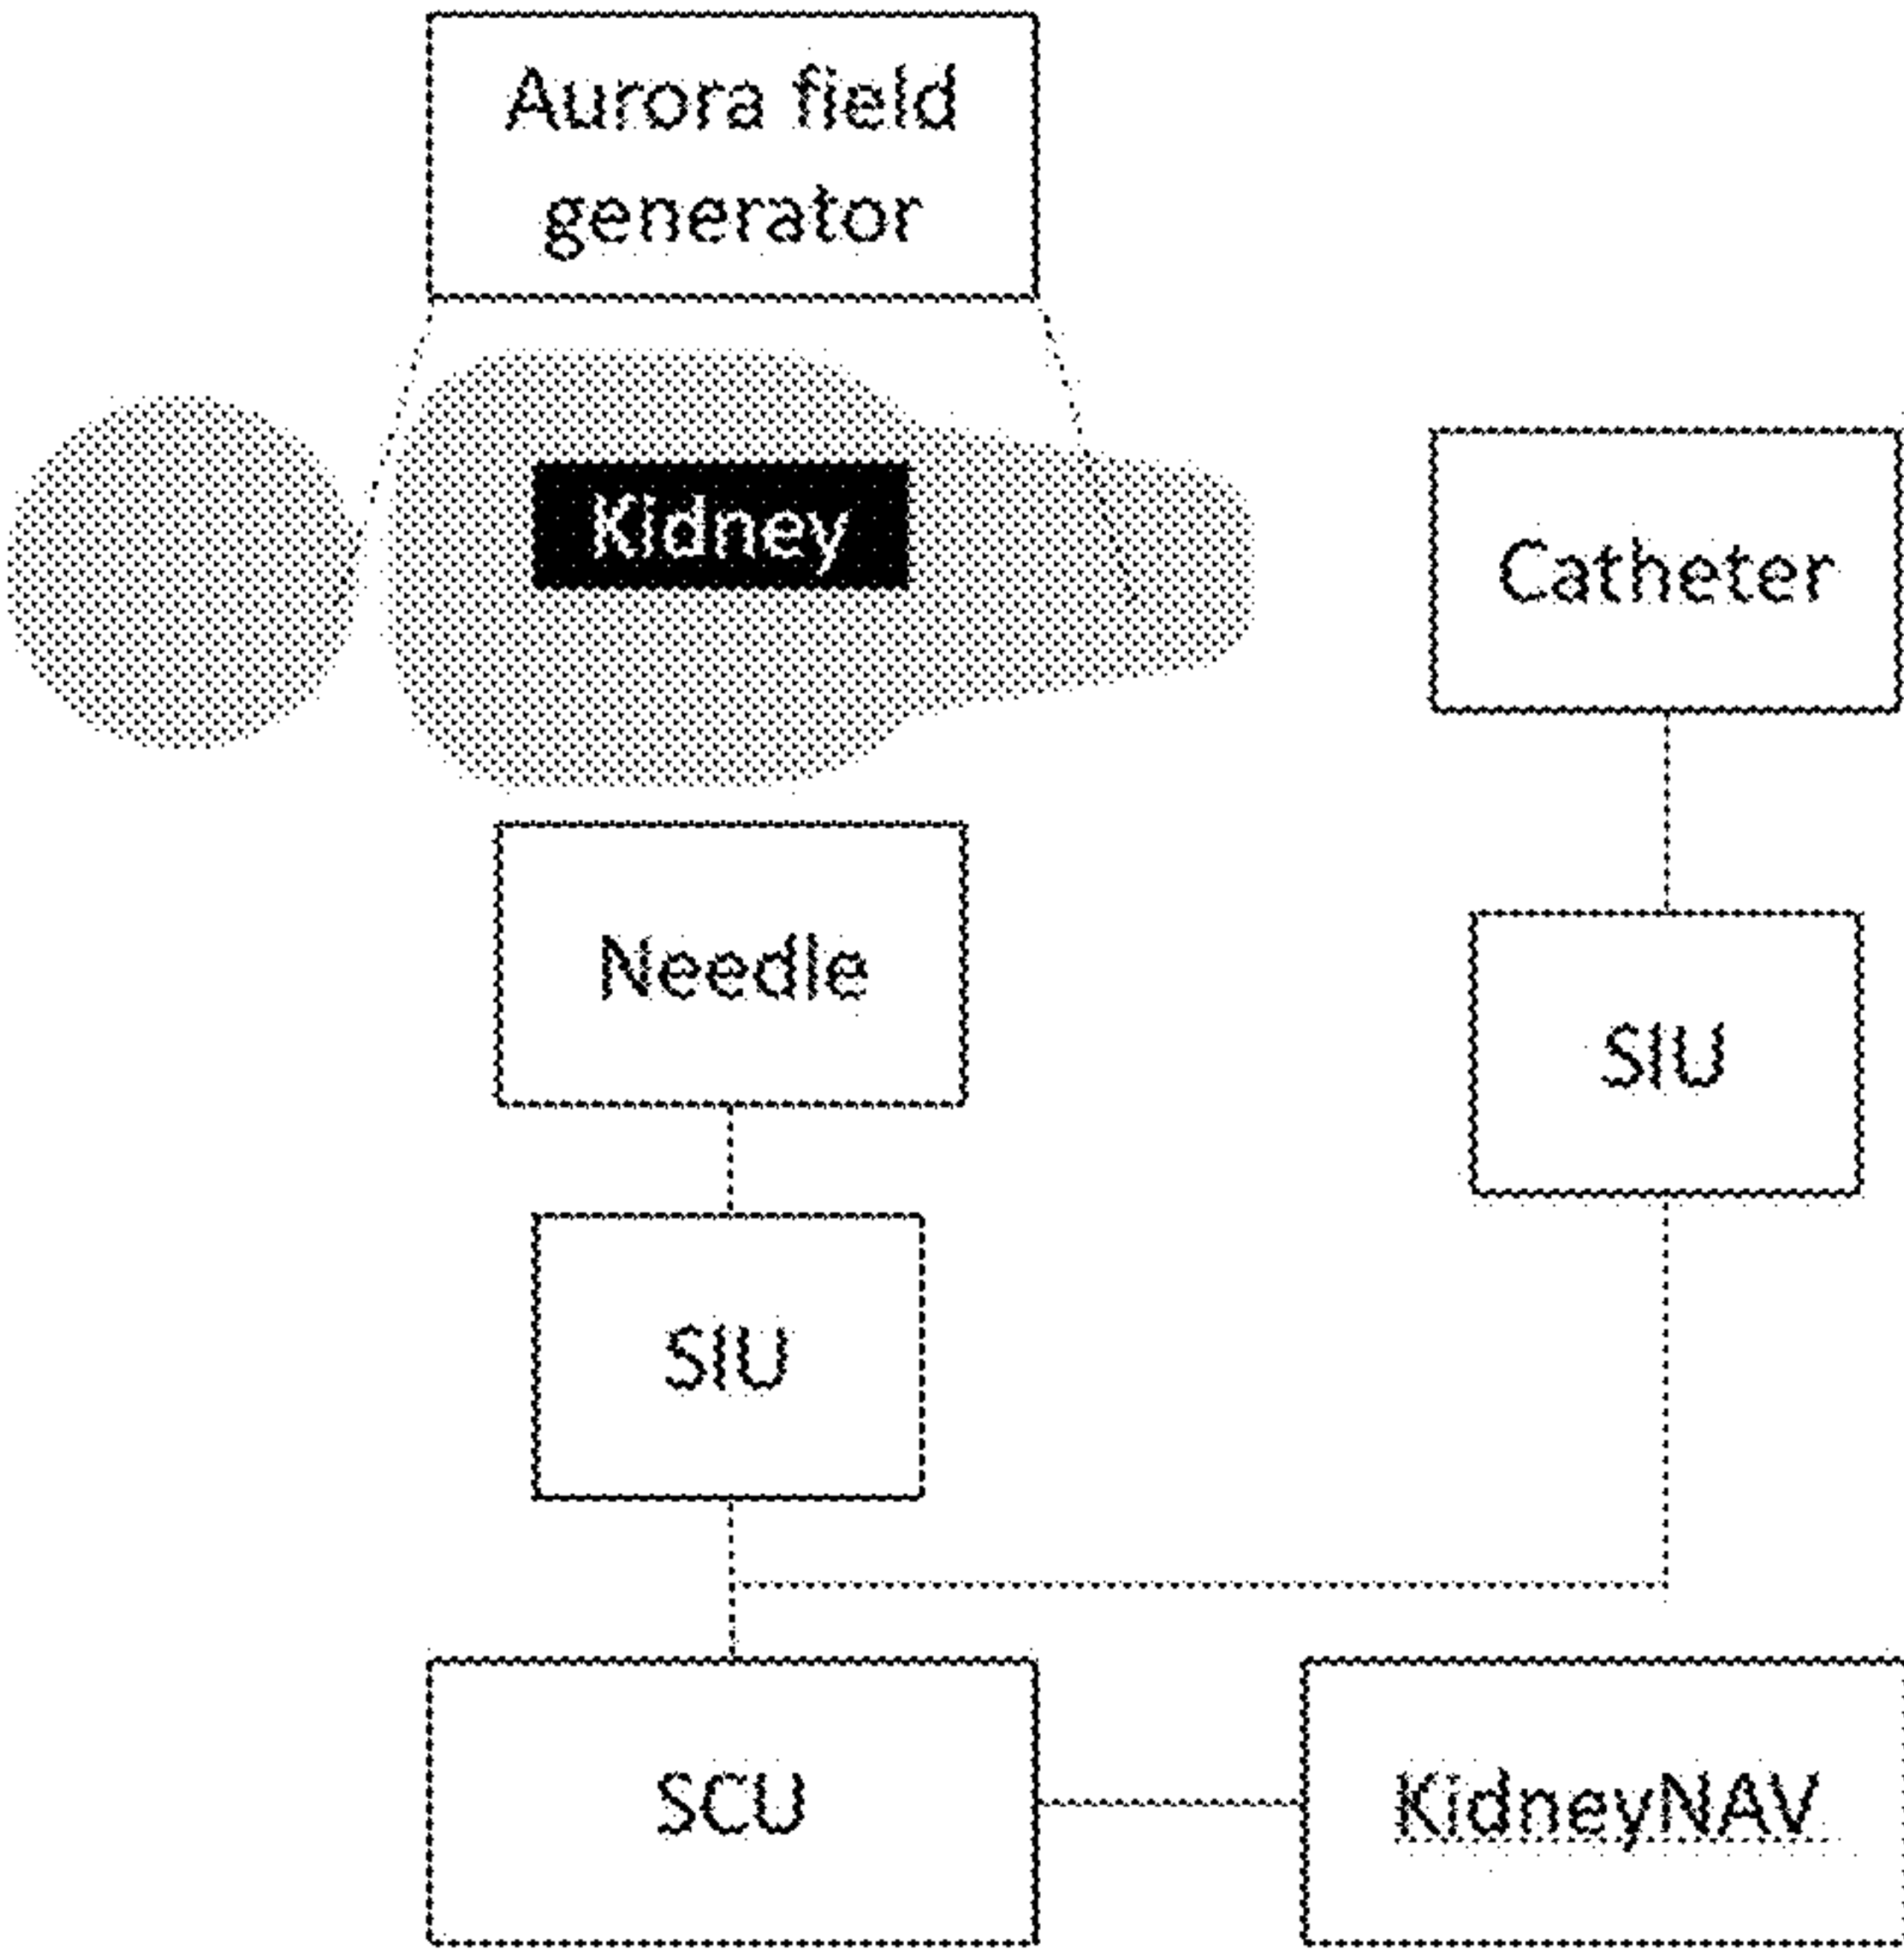 Aurora field
generator
Kidney
Catheter
Needle
SIU
SIU
SCU
KidneyNAV